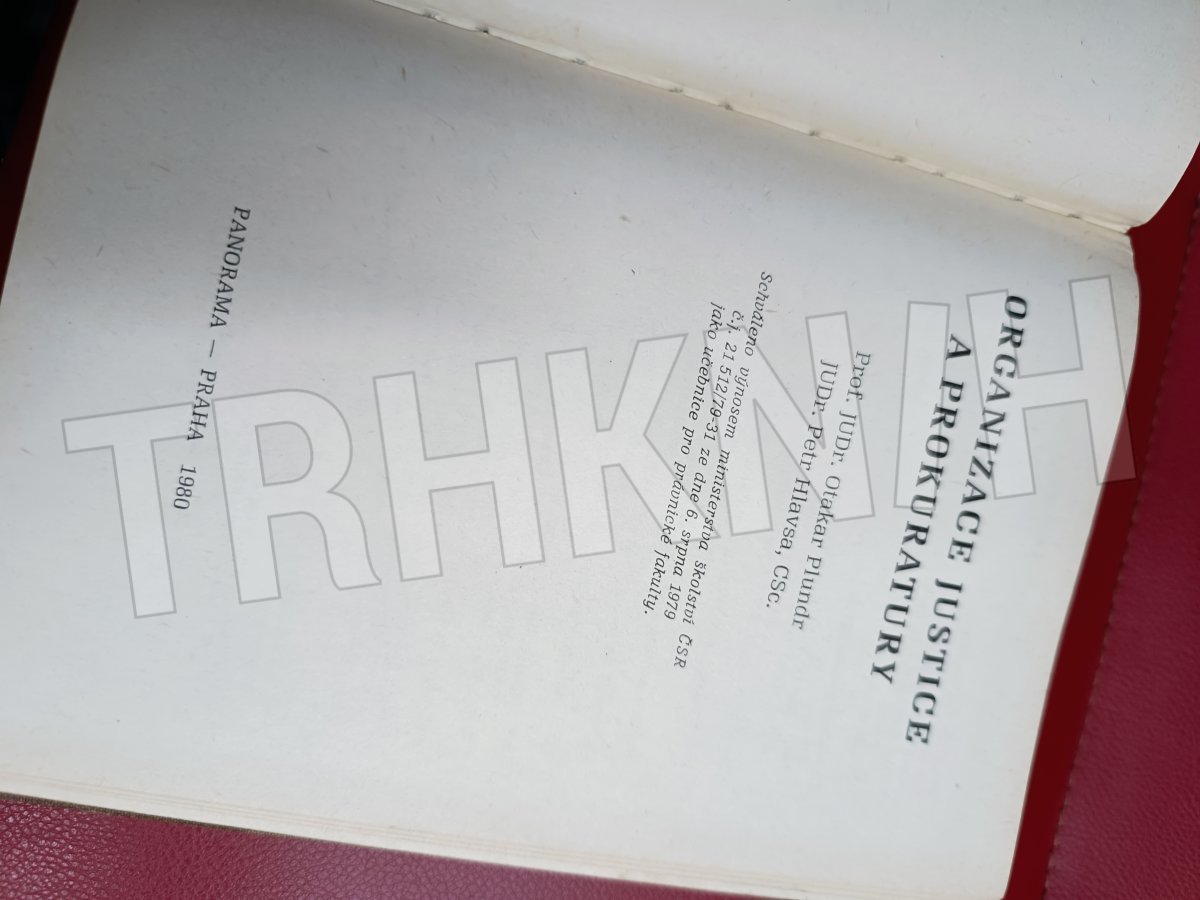 ORGANIZACE JUSTICE
A PROKURATURY
Prof. JUDr. Otakar Plundr
JUDr. Petr Hlavsa, CSc.
Schváleno výnosem ministerstva školství ČSR
č.j. 21 512/79-31 ze dne 6. srpna 1979
jako učebnice pro právnické fakulty.
PANORAMA — PRAHA 1980
TRHKNIH